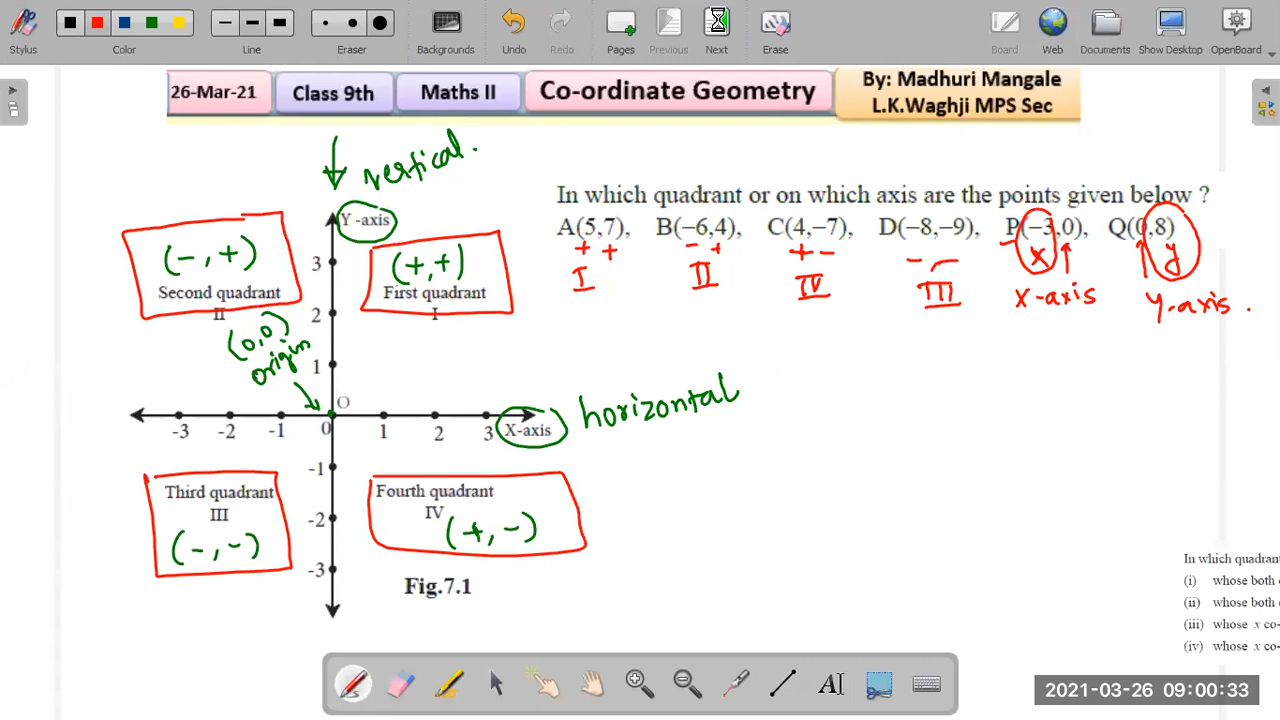 Stylus Color Line Eraser Backgrounds Undo Redo Pages Previous Next Erase Board Web Documents Show Desktop OpenBoard
26-Mar-21 Class 9th Maths II Co-ordinate Geometry By: Madhuri Mangale
L.K.Waghji MPS Sec
vertical.
In which quadrant or on which axis are the points given below ?
A(5,7), B(−6,4), C(4,−7), D(−8,−9), P(−3,0), Q(0,8)
+ + − + + − − − − x y
I II IV III X-axis Y-axis.
Y -axis
(-,+)
Second quadrant
II
(+,+)
First quadrant
I
3
2
1
(0,0)
origin
O
-3 -2 -1 0 1 2 3 X-axis
horizontal
-1
-2
-3
Third quadrant
III
(-,-)
Fourth quadrant
IV
(+,-)
Fig.7.1
In which quadran
(i) whose both
(ii) whose both
(iii) whose x co-
(iv) whose x co-
2021-03-26 09:00:33